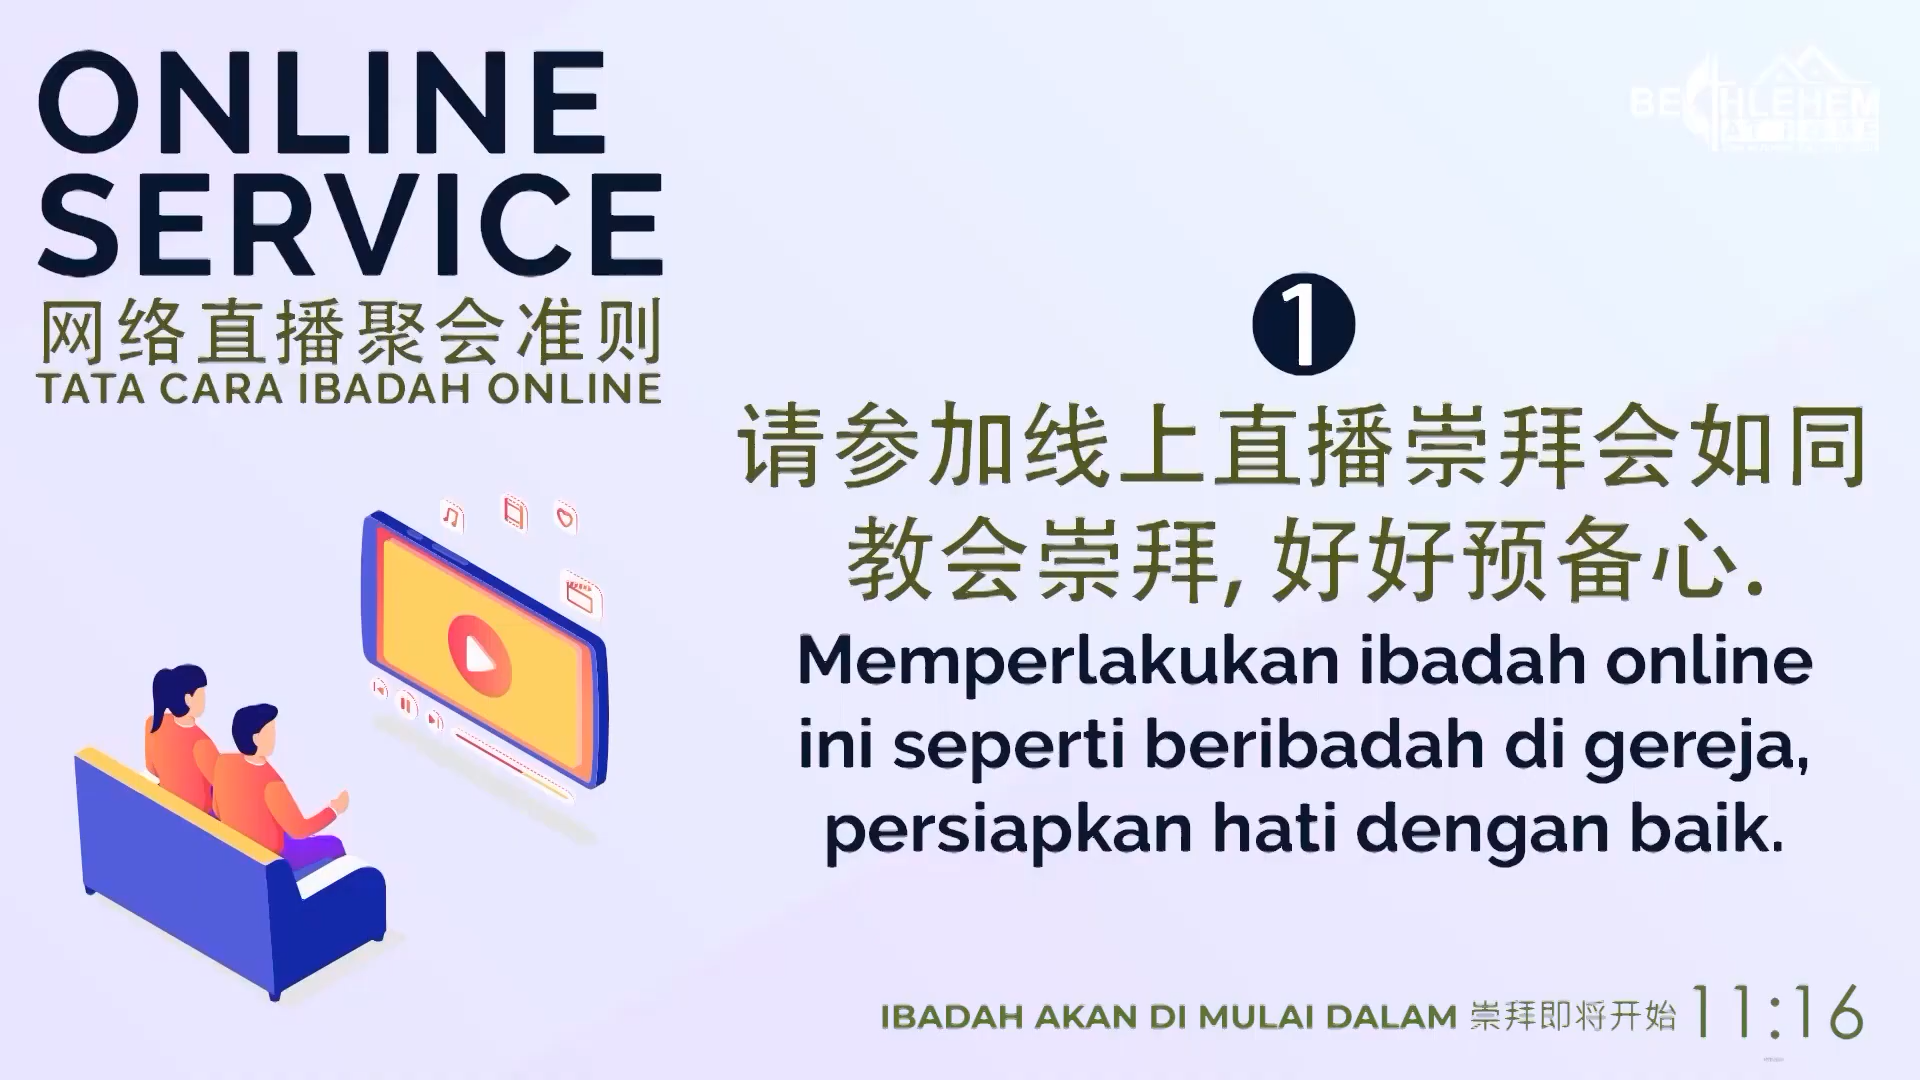 ONLINE
SERVICE
网络直播聚会准则
TATA CARA IBADAH ONLINE
BETHLEHEM
1
请参加线上直播崇拜会如同
教会崇拜, 好好预备心.
Memperlakukan ibadah online
ini seperti beribadah di gereja,
persiapkan hati dengan baik.
IBADAH AKAN DI MULAI DALAM 崇拜即将开始 11:16